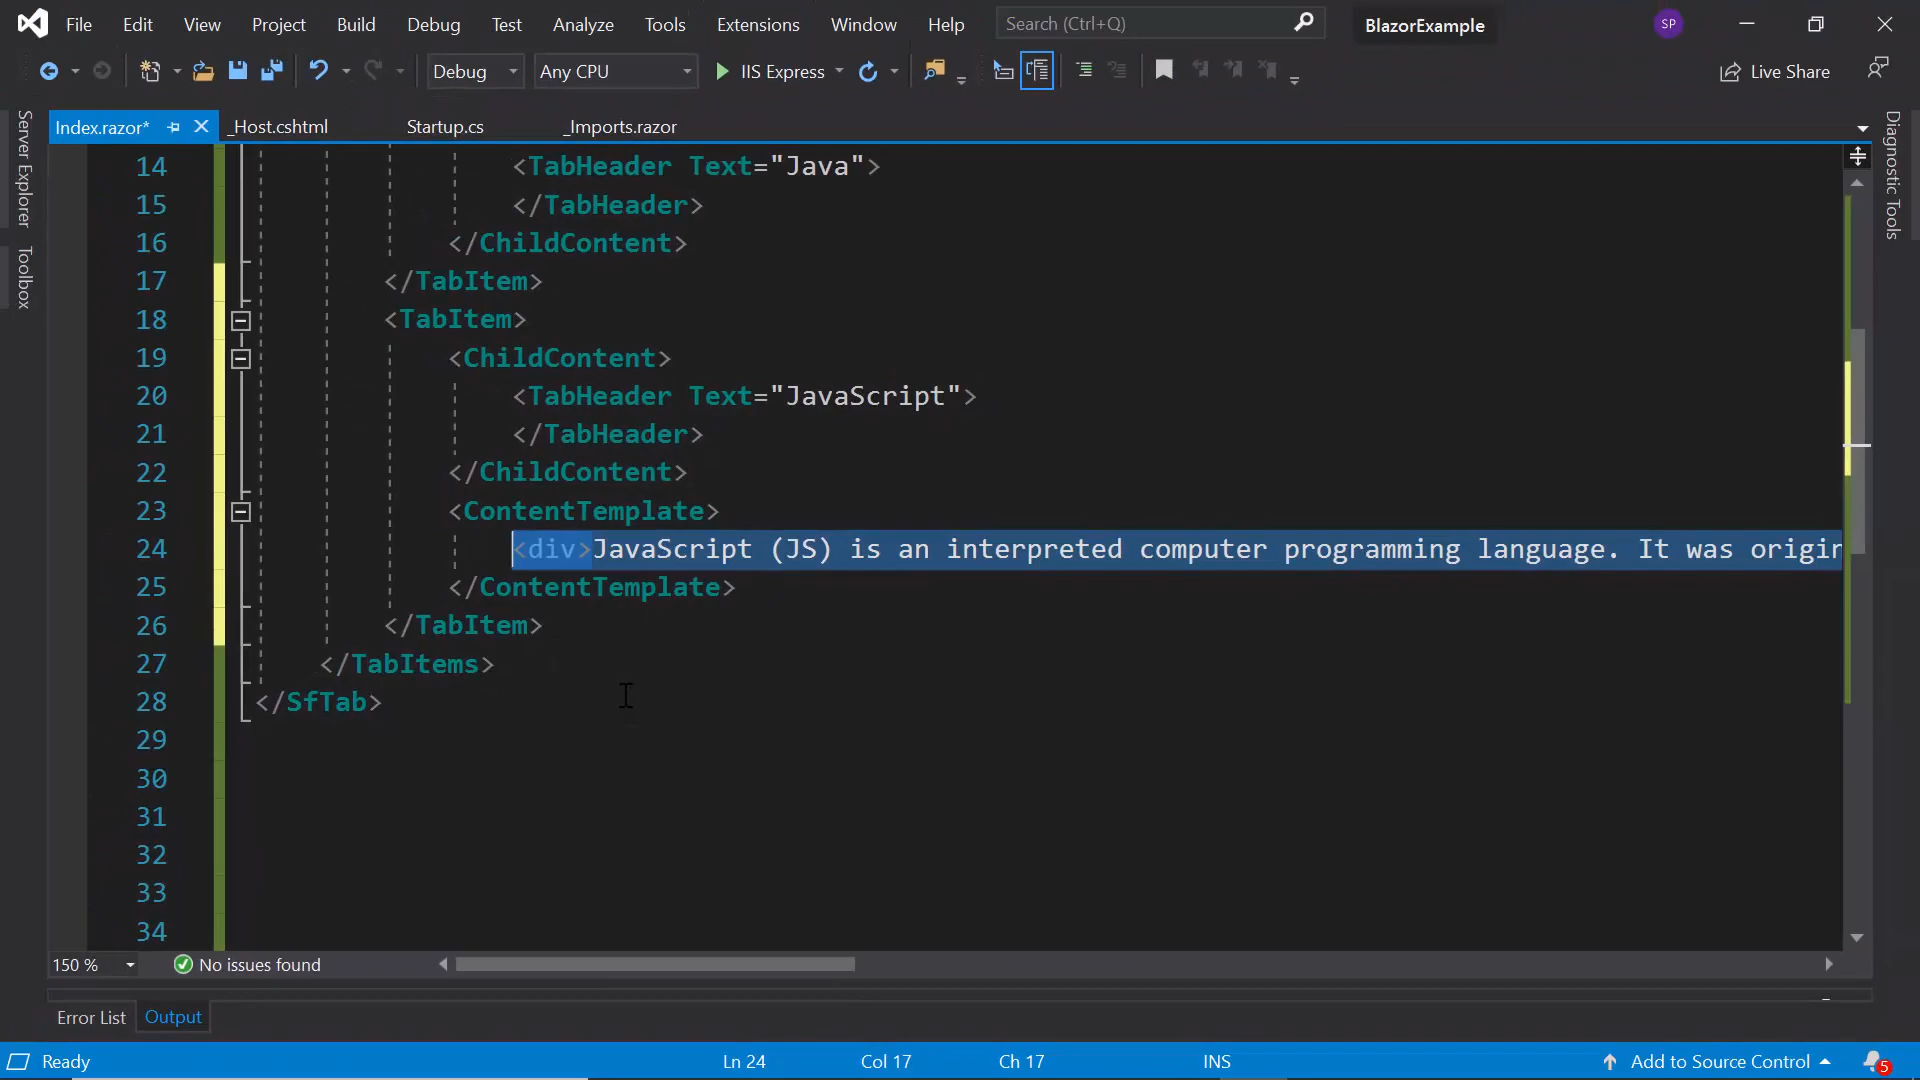 File Edit View Project Build Debug Test Analyze Tools Extensions Window Help Search (Ctrl+Q) BlazorExample SP
Debug Any CPU IIS Express Live Share
Server Explorer
Toolbox
Index.razor* _Host.cshtml Startup.cs _Imports.razor
Diagnostic Tools
14 <TabHeader Text="Java">
15 </TabHeader>
16 </ChildContent>
17 </TabItem>
18 <TabItem>
19 <ChildContent>
20 <TabHeader Text="JavaScript">
21 </TabHeader>
22 </ChildContent>
23 <ContentTemplate>
24 <div>JavaScript (JS) is an interpreted computer programming language. It was origin
25 </ContentTemplate>
26 </TabItem>
27 </TabItems>
28 </SfTab>
29
30
31
32
33
34
150 % No issues found
Error List Output
Ready Ln 24 Col 17 Ch 17 INS Add to Source Control 5